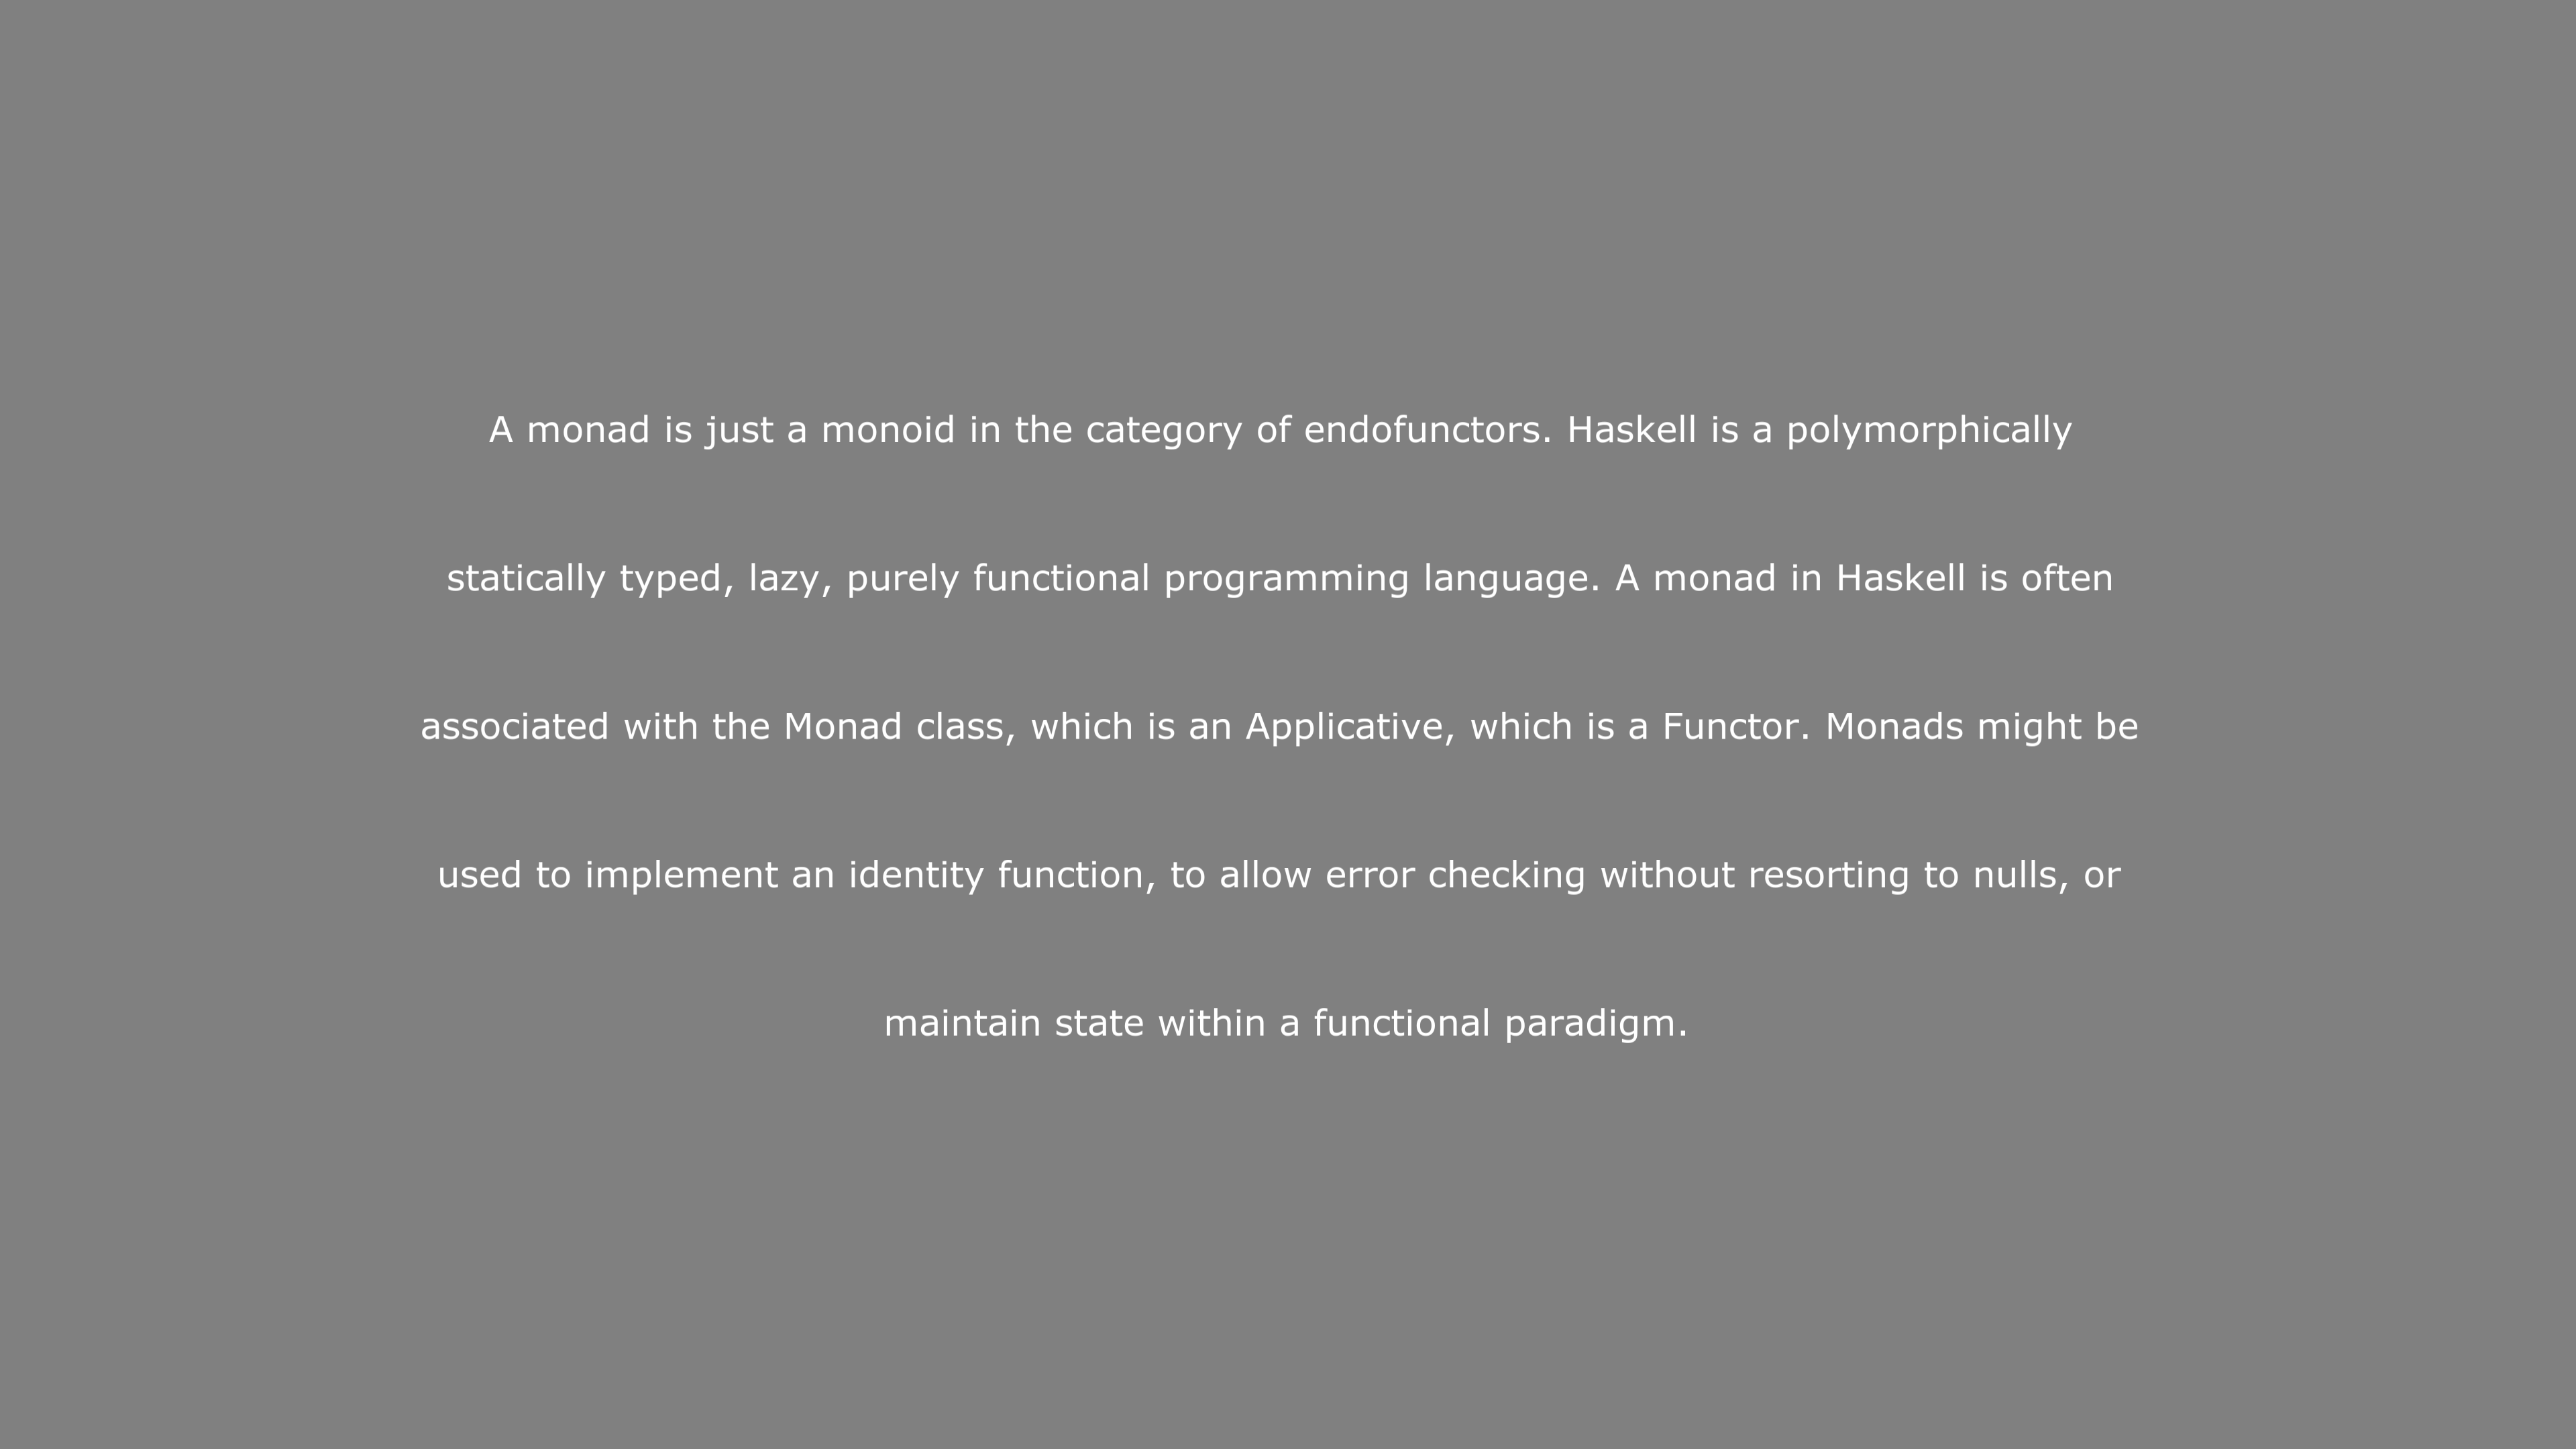 A monad is just a monoid in the category of endofunctors. Haskell is a polymorphically
statically typed, lazy, purely functional programming language. A monad in Haskell is often
associated with the Monad class, which is an Applicative, which is a Functor. Monads might be
used to implement an identity function, to allow error checking without resorting to nulls, or
maintain state within a functional paradigm.